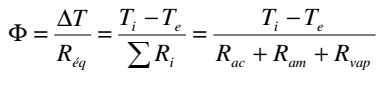 Φ = ΔT / R_éq = (T_i − T_e) / ∑ R_i = (T_i − T_e) / (R_ac + R_am + R_vap)